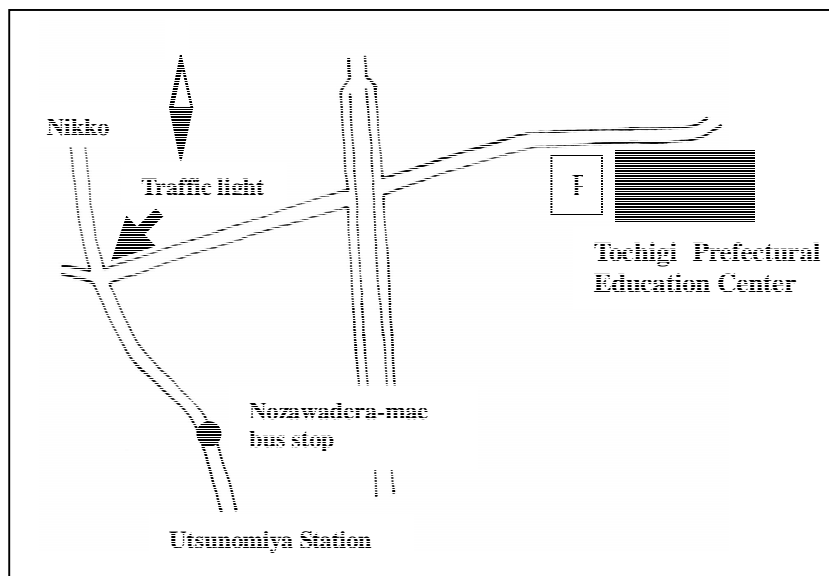 Nikko
Traffic light
P
Tochigi Prefectural
Education Center
Nozawadera-mae
bus stop
Utsunomiya Station